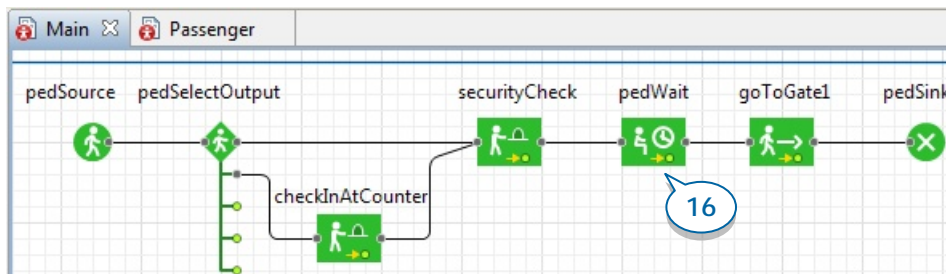 Main Passenger
pedSource pedSelectOutput securityCheck pedWait goToGate1 pedSink
checkInAtCounter
16